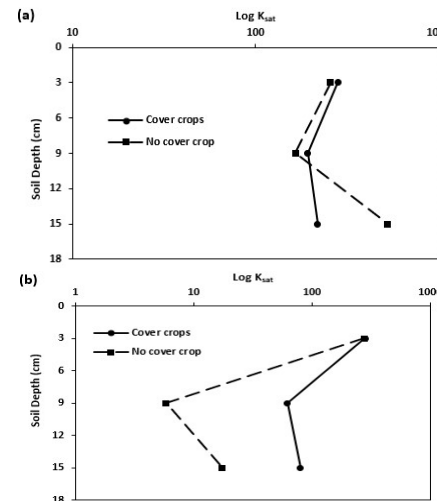 (a)
Log Ksat
10 100 10
0
3
6
9
12
15
18
Soil Depth (cm)
Cover crops
No cover crop
(b)
Log Ksat
1 10 100 1000
0
3
6
9
12
15
18
Soil Depth (cm)
Cover crops
No cover crop